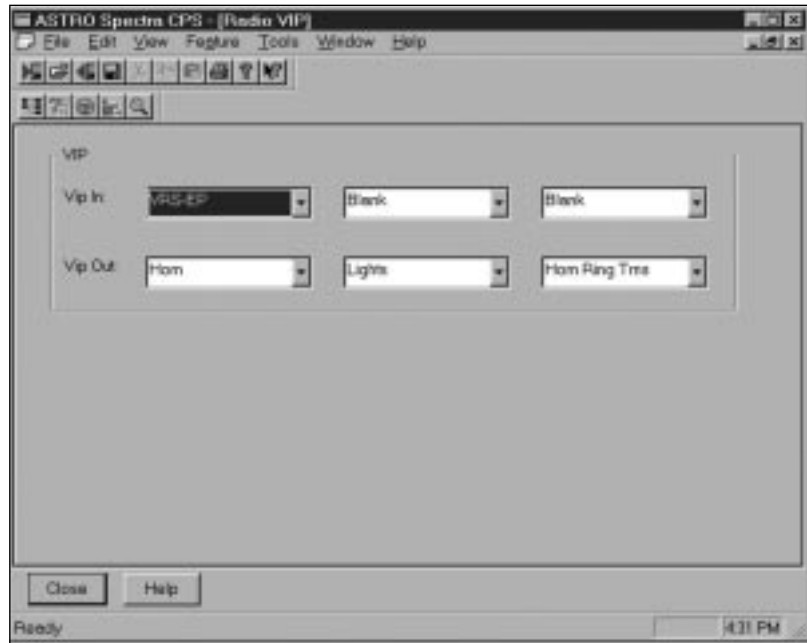 ASTRO Spectra CPS - [Radio VIP]
File Edit View Feature Tools Window Help
VIP
Vip In: VRS-EP Blank Blank
Vip Out: Horn Lights Horn Ring Trns
Close Help
Ready 4:31 PM